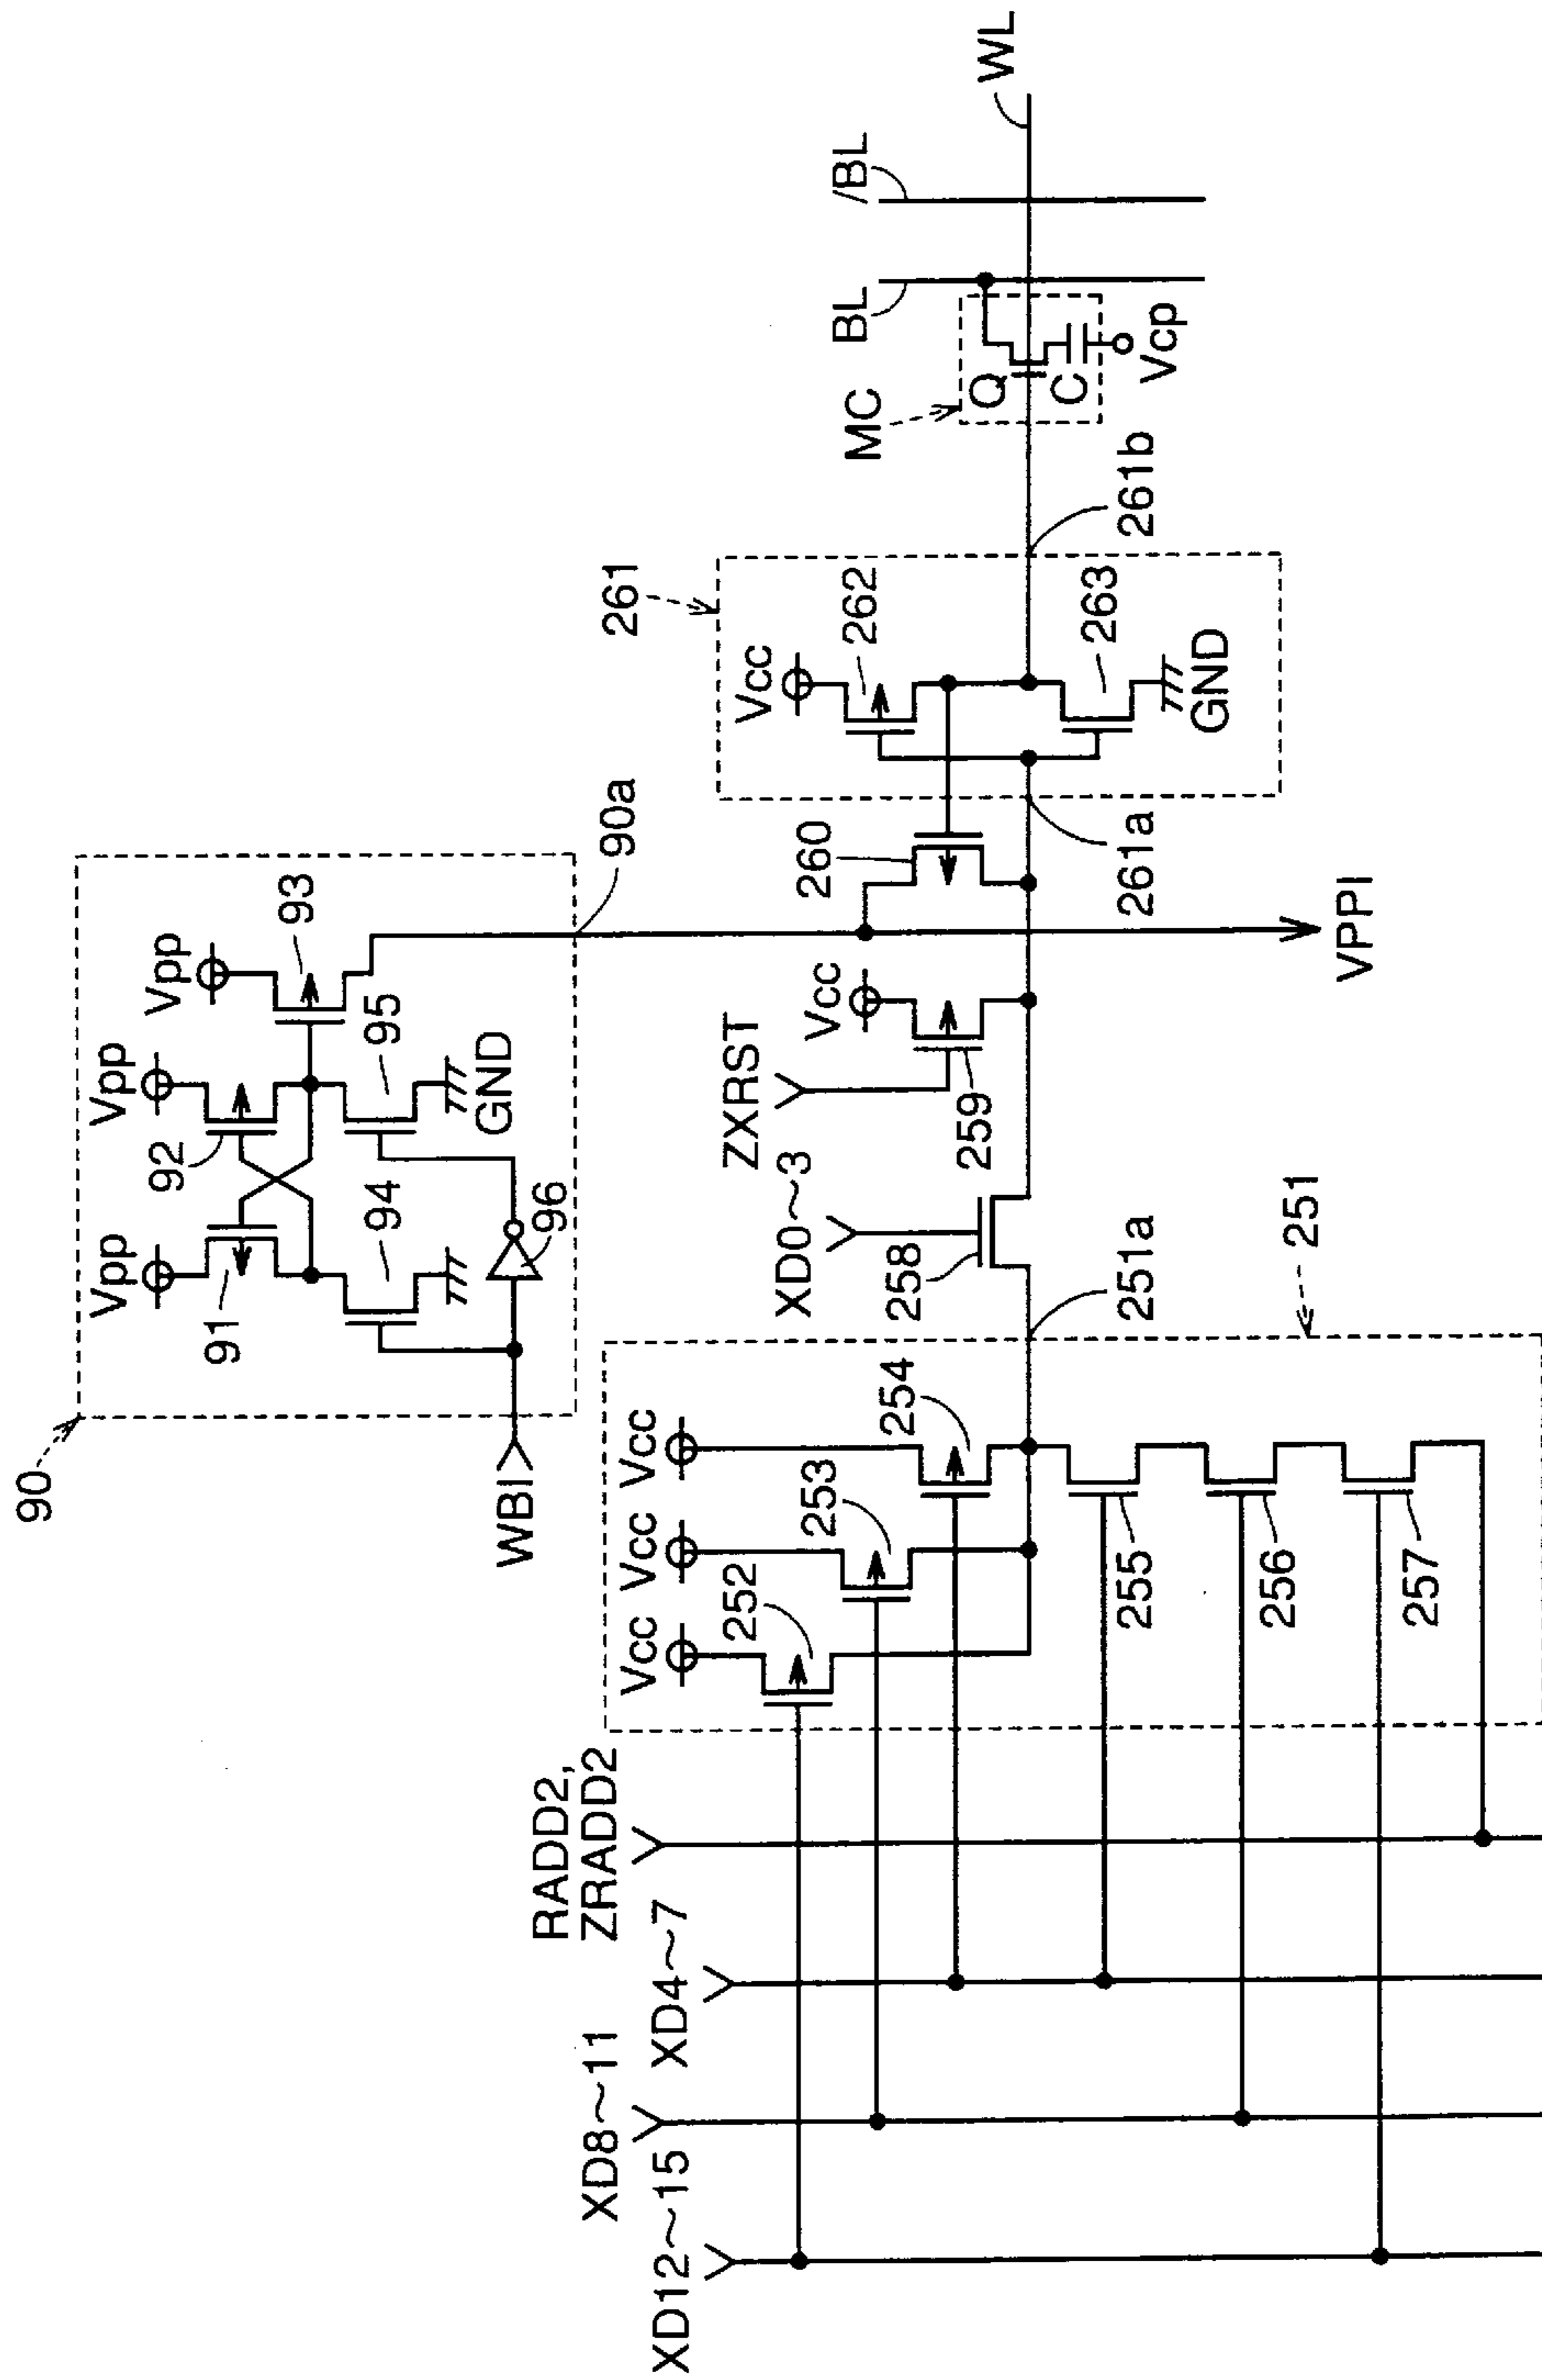 90
Vpp
Vpp
Vpp
91
92
93
94
95
GND
96
WBI
90a
RADD2,
ZRADD2
XD8~11
XD12~15
XD4~7
Vcc
Vcc
Vcc
252
253
254
255
256
257
251
251a
XD0~3
258
ZXRST
259
Vcc
260
VPPI
261
Vcc
262
263
GND
261a
261b
MC
Q
C
Vcp
BL
/BL
WL